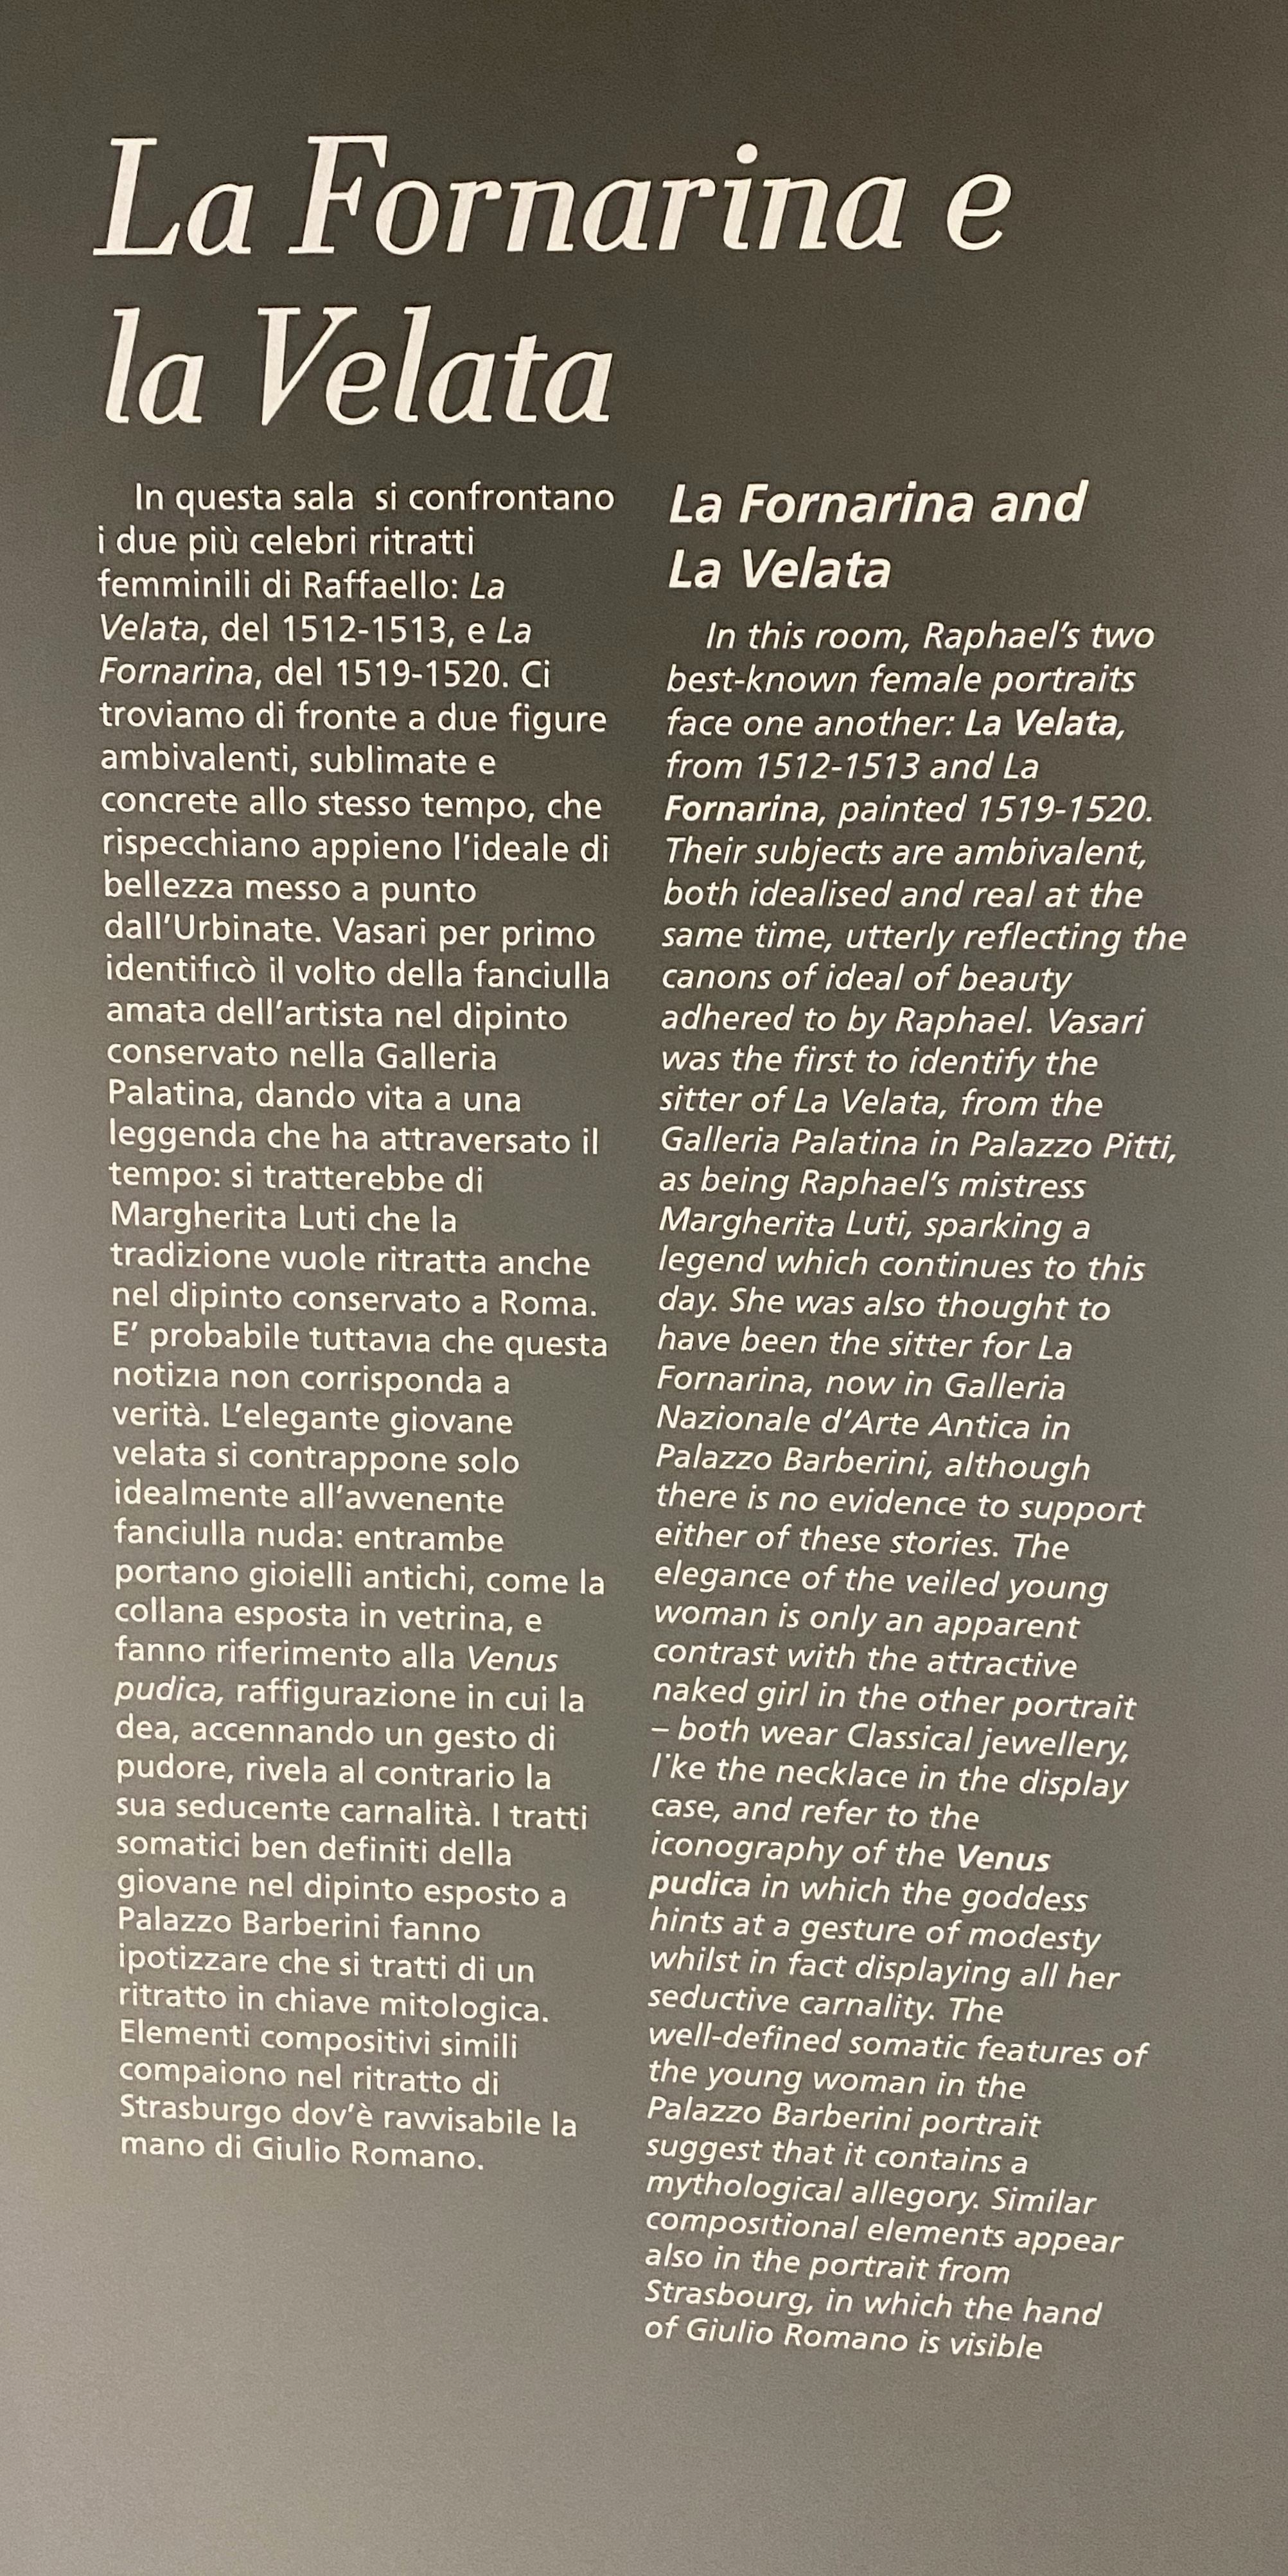 La Fornarina e
la Velata
In questa sala si confrontano
i due più celebri ritratti
femminili di Raffaello: La
Velata, del 1512-1513, e La
Fornarina, del 1519-1520. Ci
troviamo di fronte a due figure
ambivalenti, sublimate e
concrete allo stesso tempo, che
rispecchiano appieno l'ideale di
bellezza messo a punto
dall'Urbinate. Vasari per primo
identificò il volto della fanciulla
amata dell'artista nel dipinto
conservato nella Galleria
Palatina, dando vita a una
leggenda che ha attraversato il
tempo: si tratterebbe di
Margherita Luti che la
tradizione vuole ritratta anche
nel dipinto conservato a Roma.
E' probabile tuttavia che questa
notizia non corrisponda a
verità. L'elegante giovane
velata si contrappone solo
idealmente all'avvenente
fanciulla nuda: entrambe
portano gioielli antichi, come la
collana esposta in vetrina, e
fanno riferimento alla Venus
pudica, raffigurazione in cui la
dea, accennando un gesto di
pudore, rivela al contrario la
sua seducente carnalità. I tratti
somatici ben definiti della
giovane nel dipinto esposto a
Palazzo Barberini fanno
ipotizzare che si tratti di un
ritratto in chiave mitologica.
Elementi compositivi simili
compaiono nel ritratto di
Strasburgo dov'è ravvisabile la
mano di Giulio Romano.
La Fornarina and
La Velata
In this room, Raphael's two
best-known female portraits
face one another: La Velata,
from 1512-1513 and La
Fornarina, painted 1519-1520.
Their subjects are ambivalent,
both idealised and real at the
same time, utterly reflecting the
canons of ideal of beauty
adhered to by Raphael. Vasari
was the first to identify the
sitter of La Velata, from the
Galleria Palatina in Palazzo Pitti,
as being Raphael's mistress
Margherita Luti, sparking a
legend which continues to this
day. She was also thought to
have been the sitter for La
Fornarina, now in Galleria
Nazionale d'Arte Antica in
Palazzo Barberini, although
there is no evidence to support
either of these stories. The
elegance of the veiled young
woman is only an apparent
contrast with the attractive
naked girl in the other portrait
– both wear Classical jewellery,
like the necklace in the display
case, and refer to the
iconography of the Venus
pudica in which the goddess
hints at a gesture of modesty
whilst in fact displaying all her
seductive carnality. The
well-defined somatic features of
the young woman in the
Palazzo Barberini portrait
suggest that it contains a
mythological allegory. Similar
compositional elements appear
also in the portrait from
Strasbourg, in which the hand
of Giulio Romano is visible